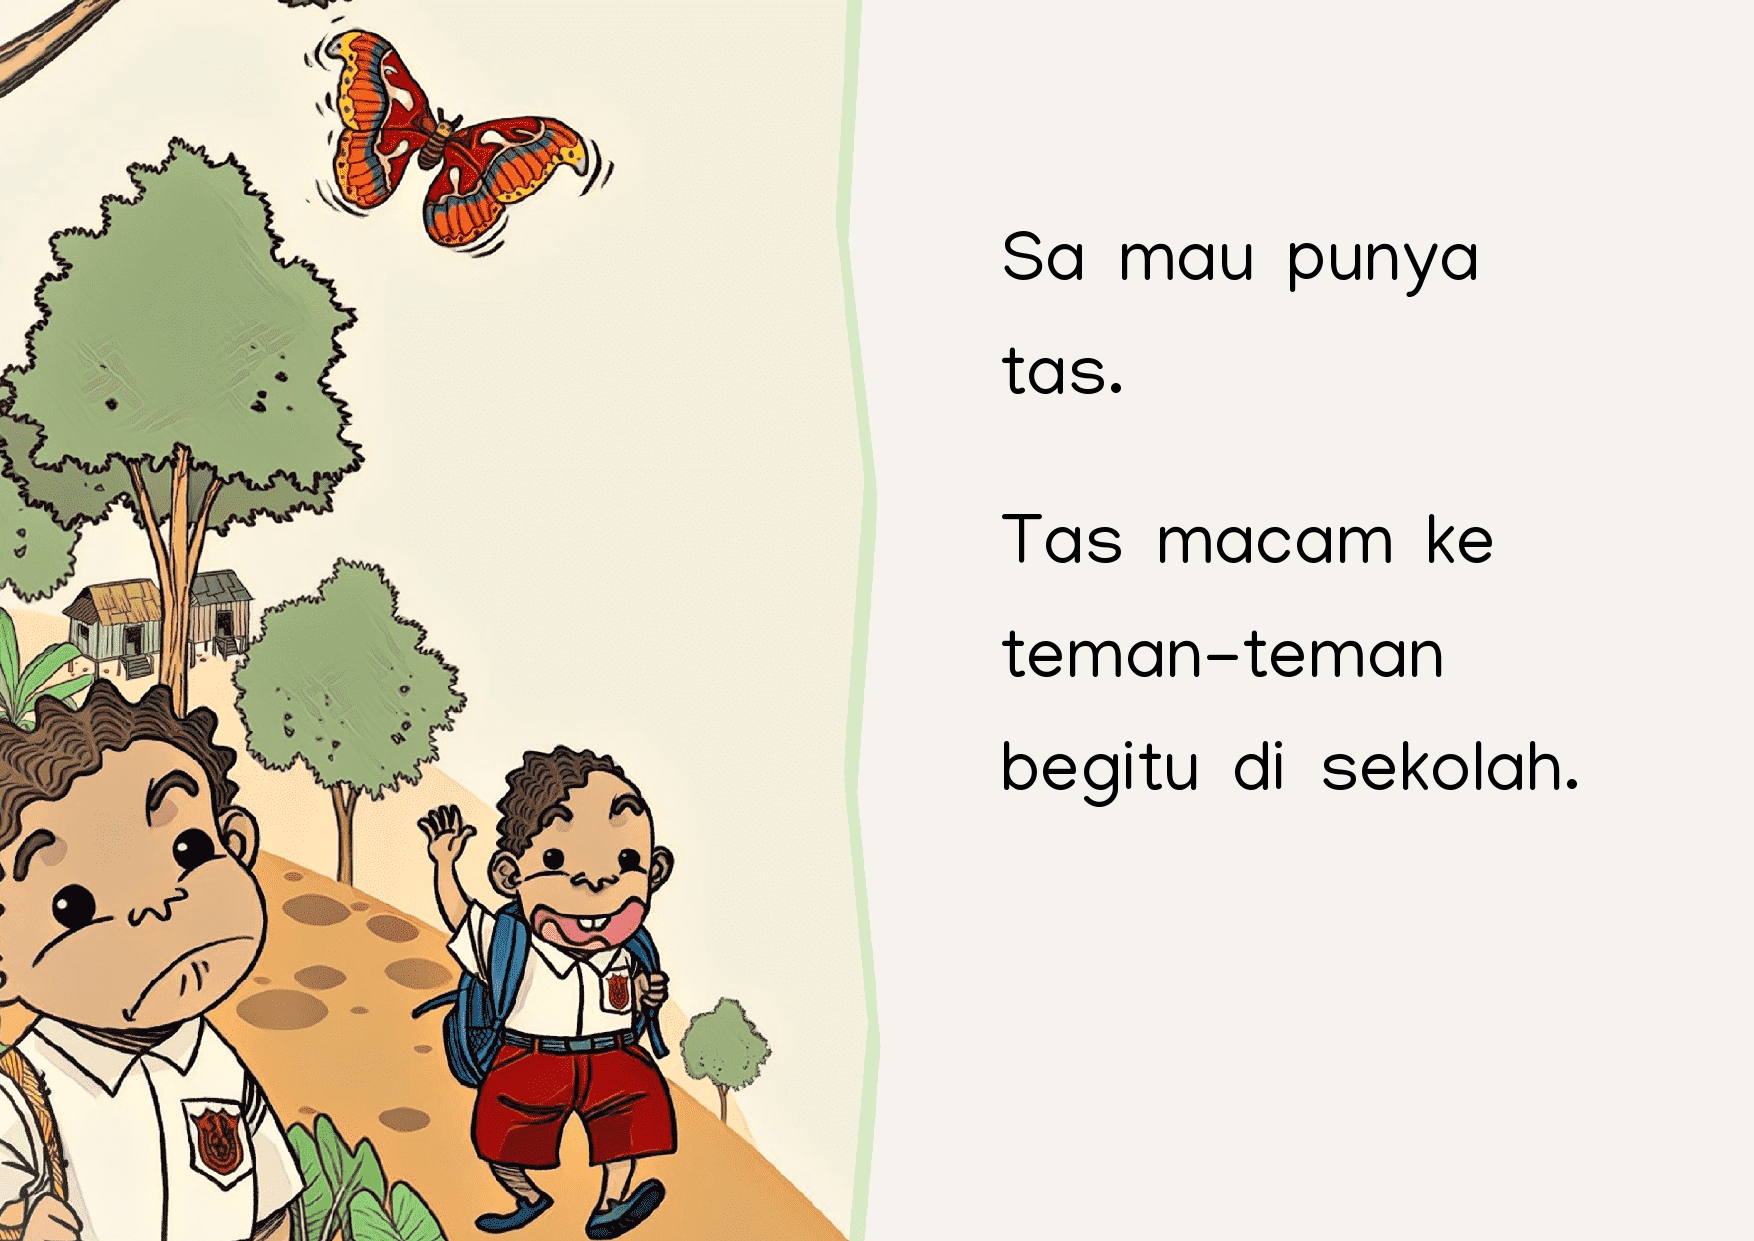 Sa mau punya
tas.
Tas macam ke
teman-teman
begitu di sekolah.